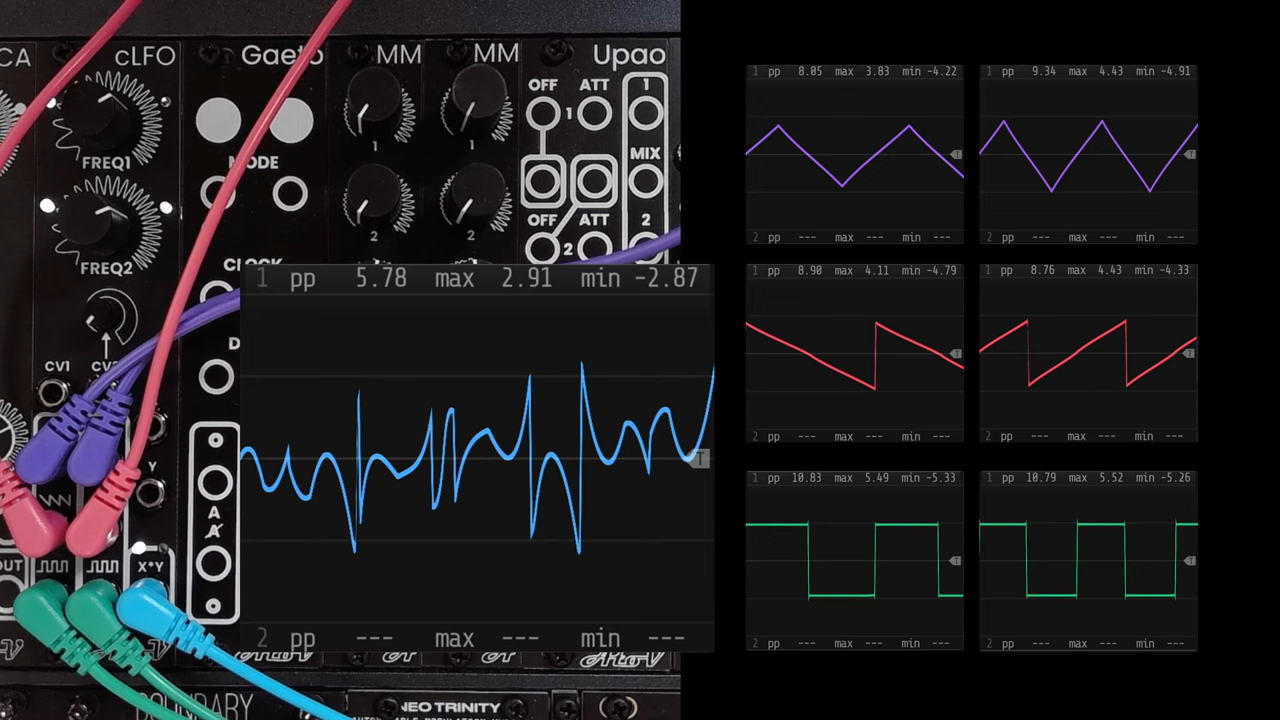 CA
cLFO
Gaeto
MM
MM
Upao
FREQ1
FREQ2
CV1
MODE
CLOCK
D
1
2
1
2
OFF
ATT
1
1
MIX
OFF
ATT
2
2
Y
A
A
OUT
X*Y
NEO TRINITY
1 pp 5.78 max 2.91 min -2.87
2 pp --- max --- min ---
1 pp 8.05 max 3.83 min -4.22
2 pp --- max --- min ---
1 pp 9.34 max 4.43 min -4.91
2 pp --- max --- min ---
1 pp 8.90 max 4.11 min -4.79
2 pp --- max --- min ---
1 pp 8.76 max 4.43 min -4.33
2 pp --- max --- min ---
1 pp 10.83 max 5.49 min -5.33
2 pp --- max --- min ---
1 pp 10.79 max 5.52 min -5.26
2 pp --- max --- min ---